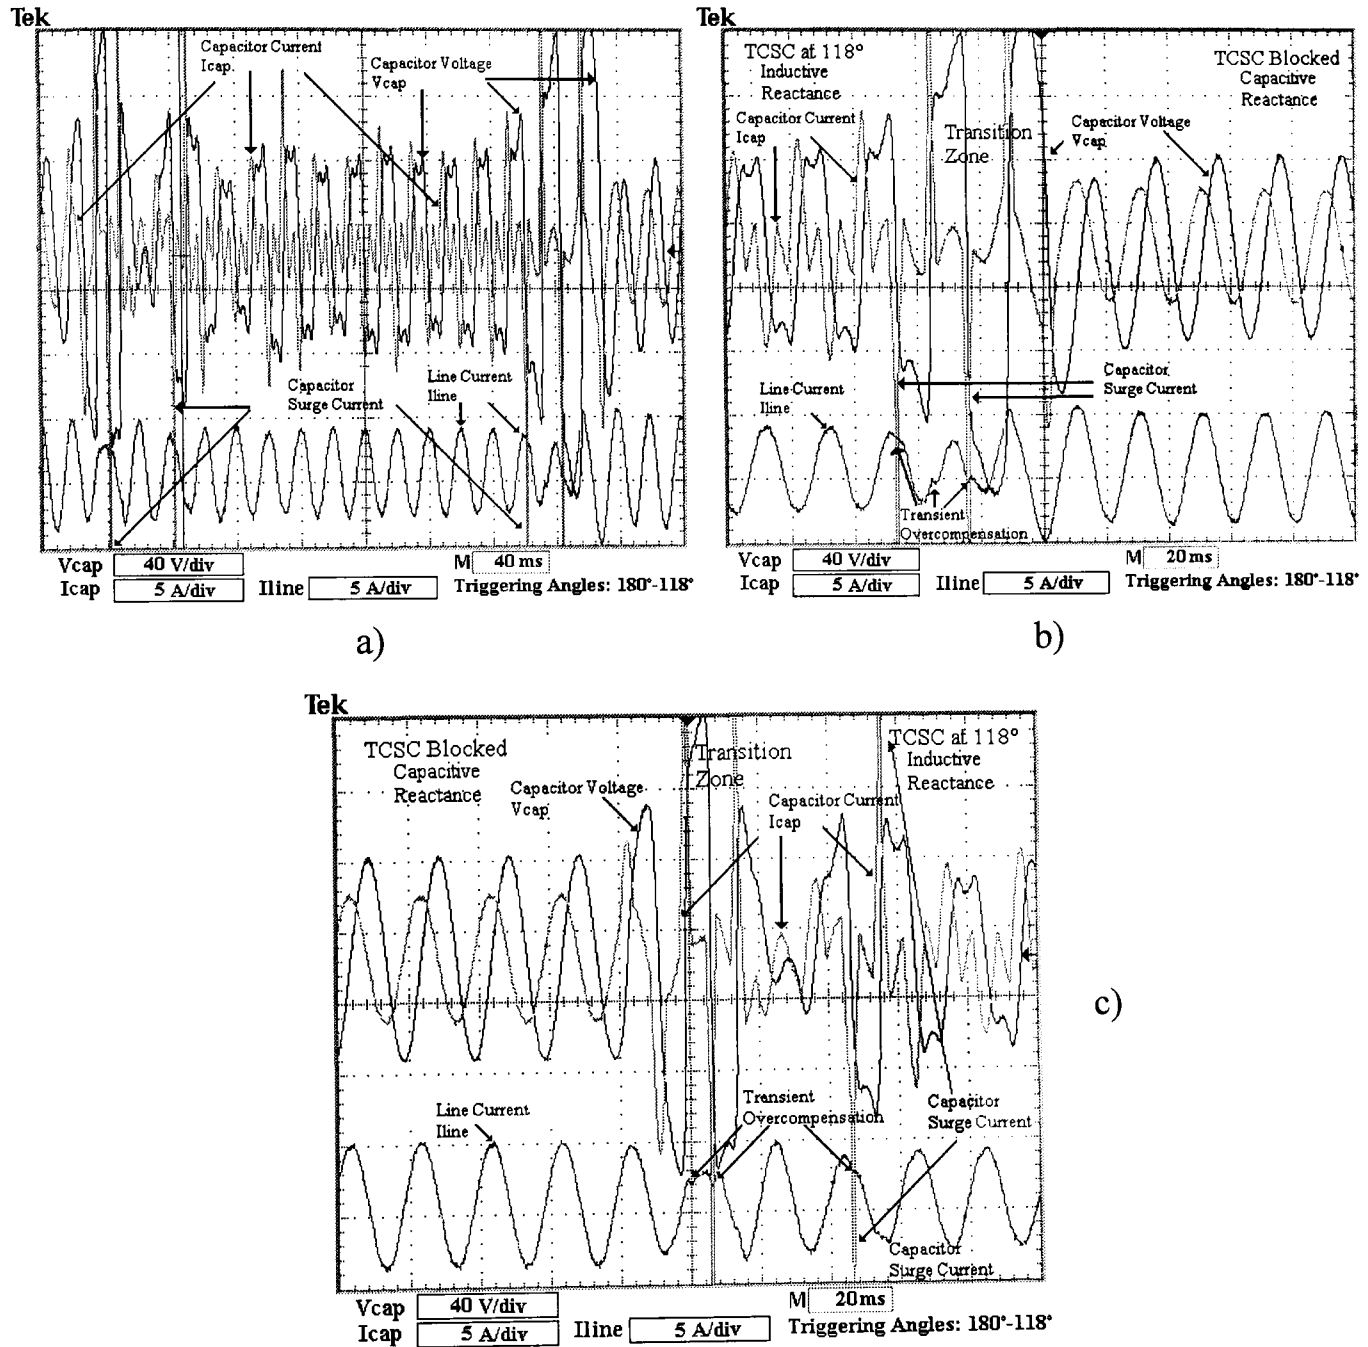 Tek
Capacitor Current
Icap
Capacitor Voltage
Vcap
Capacitor
Surge Current
Line Current
Iline
Vcap 40 V/div
M 40 ms
Icap 5 A/div Iline 5 A/div Triggering Angles: 180°-118°
a)
Tek
TCSC at 118°
Inductive
Reactance
TCSC Blocked
Capacitive
Reactance
Capacitor Current
Icap
Transition
Zone
Capacitor Voltage
Vcap
Capacitor
Surge Current
Line Current
Iline
Transient
Overcompensation
Vcap 40 V/div
M 20 ms
Icap 5 A/div Iline 5 A/div Triggering Angles: 180°-118°
b)
Tek
TCSC Blocked
Capacitive
Reactance
Transition
Zone
TCSC at 118°
Inductive
Reactance
Capacitor Voltage
Vcap
Capacitor Current
Icap
Line Current
Iline
Transient
Overcompensation
Capacitor
Surge Current
Capacitor
Surge Current
Vcap 40 V/div
M 20ms
Icap 5 A/div Iline 5 A/div Triggering Angles: 180°-118°
c)